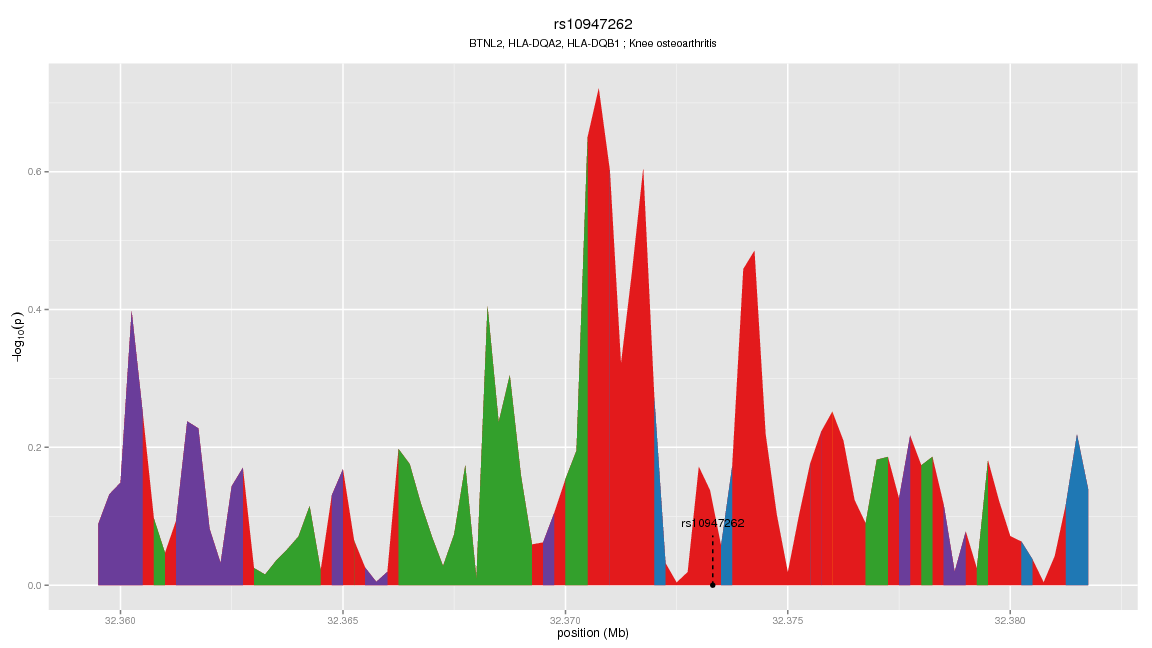 rs10947262
BTNL2, HLA-DQA2, HLA-DQB1 ; Knee osteoarthritis
0.6
0.4
0.2
0.0
-log10(p)
rs10947262
32.360 32.365 32.370 32.375 32.380
position (Mb)